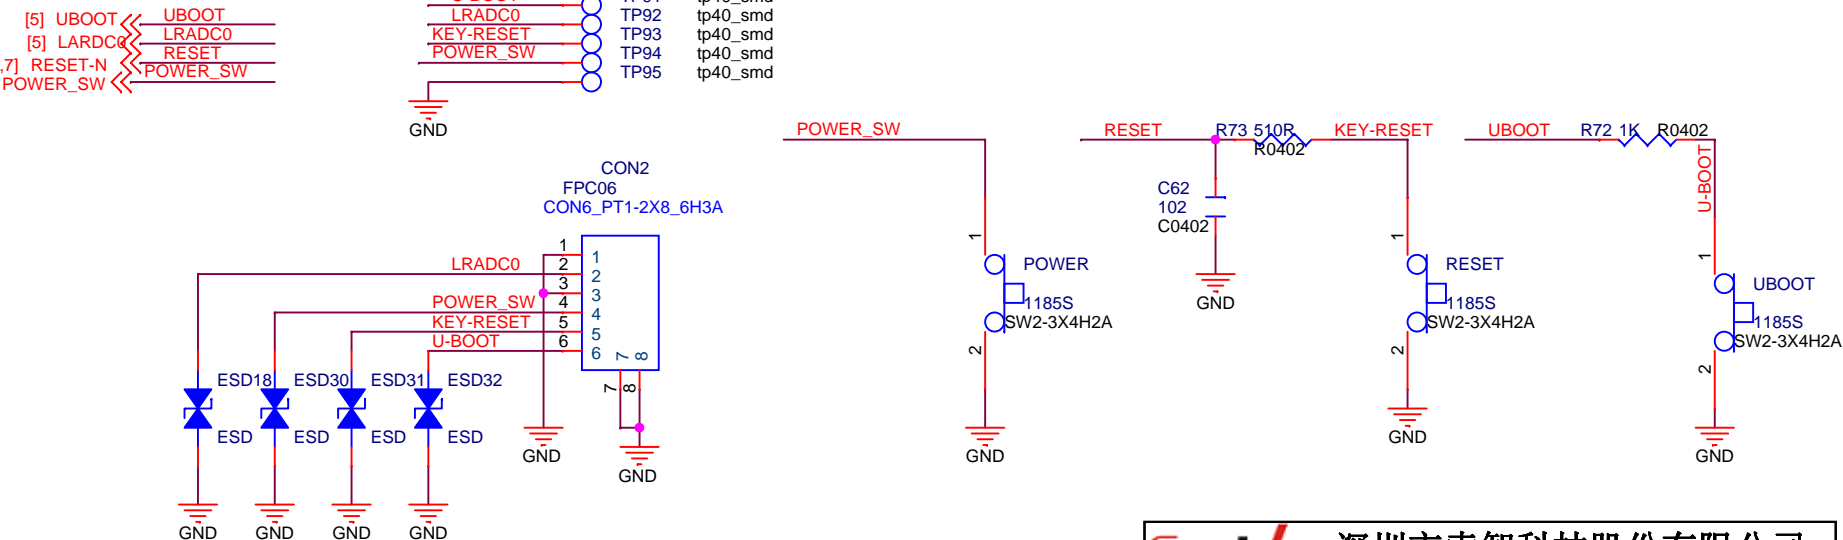 [5] UBOOT
UBOOT
[5] LARDC0
LRADC0
,7] RESET-N
RESET
POWER_SW
POWER_SW
LRADC0
TP92
tp40_smd
KEY-RESET
TP93
tp40_smd
POWER_SW
TP94
tp40_smd
TP95
tp40_smd
GND
POWER_SW
RESET
R73 510R
R0402
KEY-RESET
UBOOT
R72 1K
R0402
U-BOOT
CON2
FPC06
CON6_PT1-2X8_6H3A
C62
102
C0402
GND
1
1
LRADC0
2
2
3
3
POWER_SW
4
4
KEY-RESET
5
5
U-BOOT
6
6
7
8
7
8
1
POWER
1185S
SW2-3X4H2A
2
GND
1
RESET
1185S
SW2-3X4H2A
2
GND
1
UBOOT
1185S
SW2-3X4H2A
2
GND
ESD18
ESD
ESD30
ESD
ESD31
ESD
ESD32
ESD
GND
GND
GND
GND
GND
GND